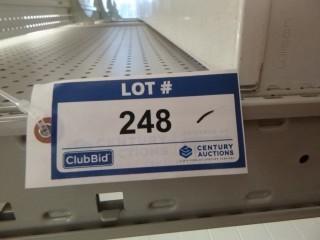 LOT #
248
ClubBid
CENTURY
AUCTIONS